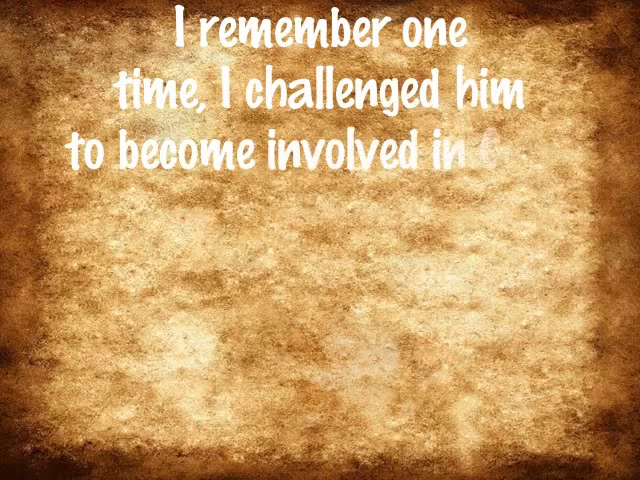 I remember one
time, I challenged him
to become involved in